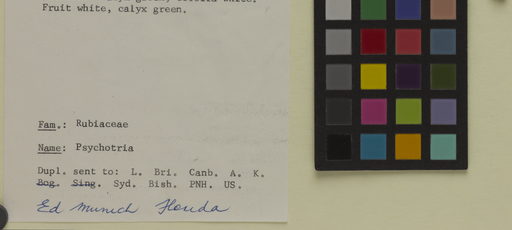 Fruit white, calyx green.
Fam.: Rubiaceae
Name: Psychotria
Dupl. sent to: L. Bri. Canb. A. K.
Bog. Sing. Syd. Bish. PNH. US.
Ed Munich Florida